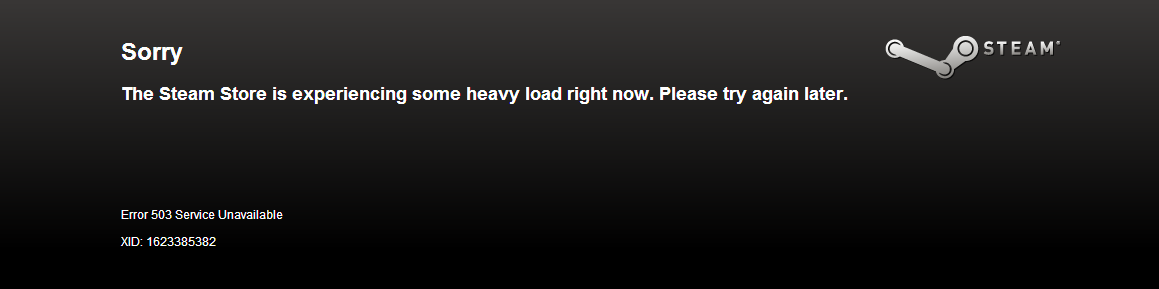 Sorry
STEAM®
The Steam Store is experiencing some heavy load right now. Please try again later.
Error 503 Service Unavailable
XID: 1623385382